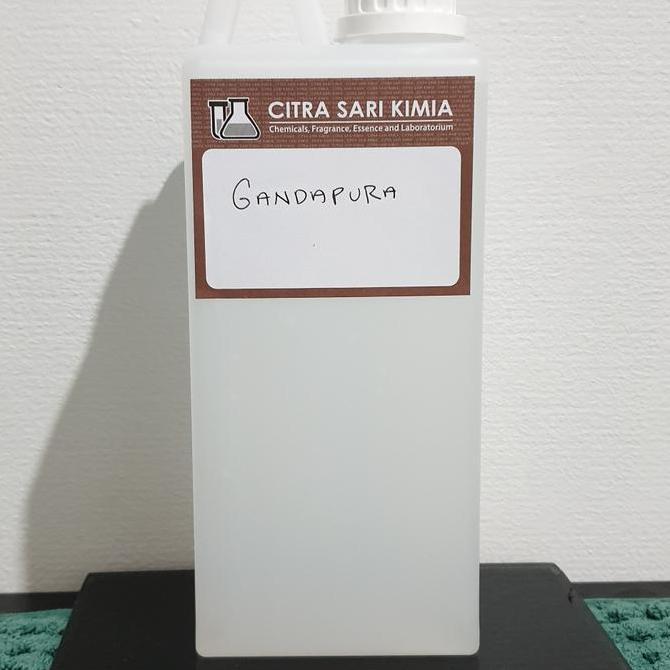 CITRA SARI KIMIA
Chemicals, Fragrance, Essence and Laboratorium
GANDAPURA